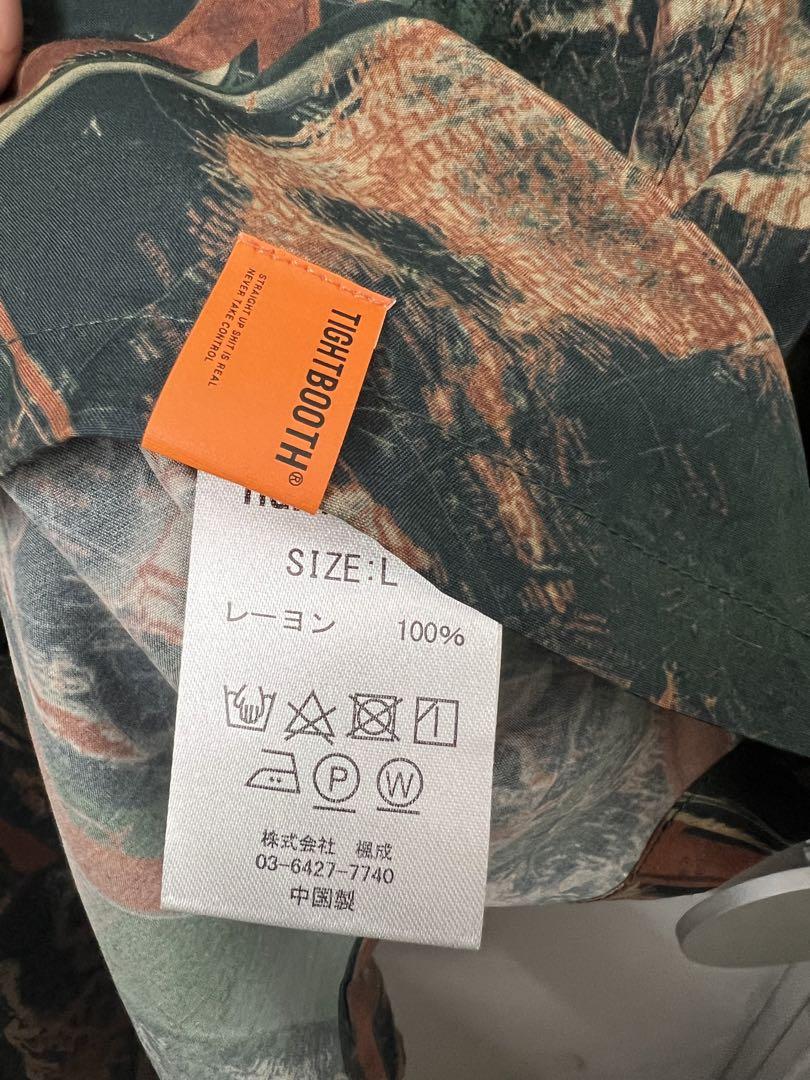 STRAIGHT UP SHIT IS REAL
NEVER TAKE CONTROL.
TIGHTBOOTH®
SIZE:L
レーヨン 100%
P W
株式会社 楓成
03-6427-7740
中国製